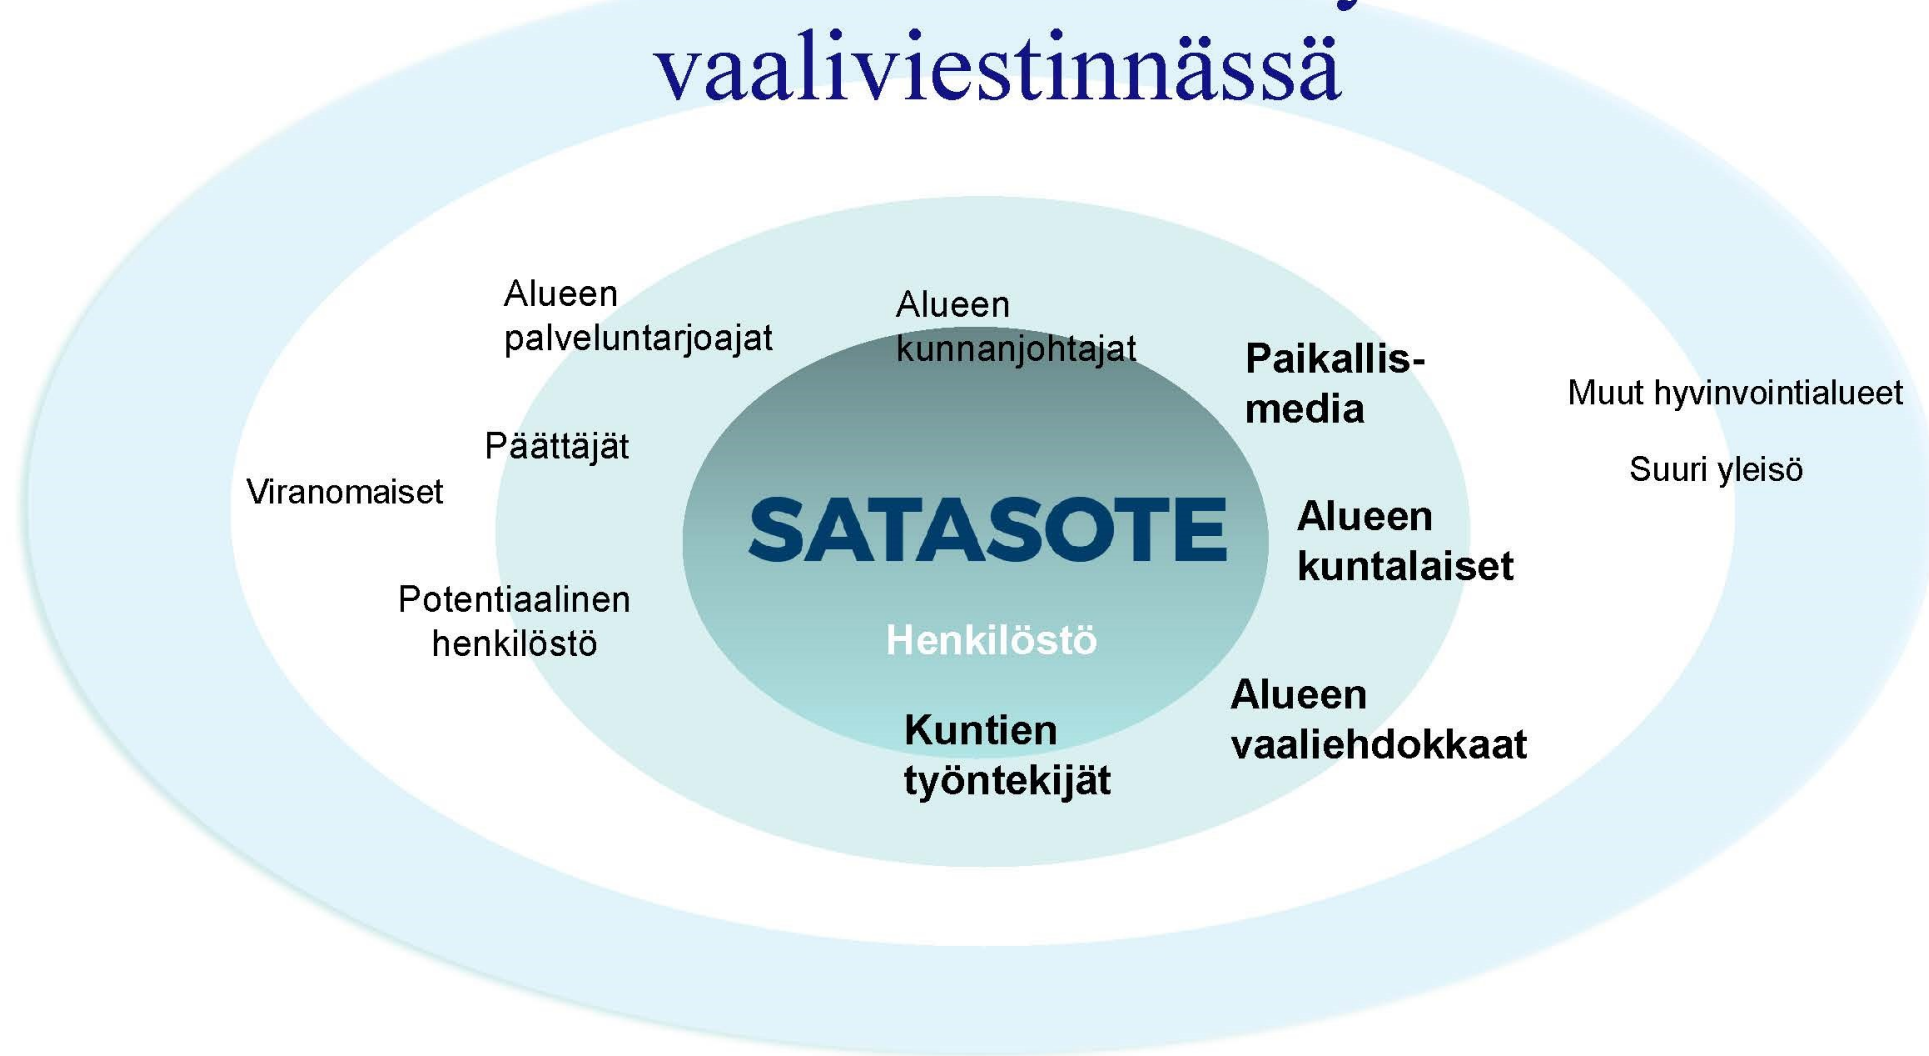 vaaliviestinnässä
Alueen
palveluntarjoajat
Alueen
kunnanjohtajat
Paikallis-
media
Muut hyvinvointialueet
Päättäjät
Suuri yleisö
Viranomaiset
SATASOTE
Alueen
kuntalaiset
Potentiaalinen
henkilöstö
Henkilöstö
Alueen
vaaliehdokkaat
Kuntien
työntekijät